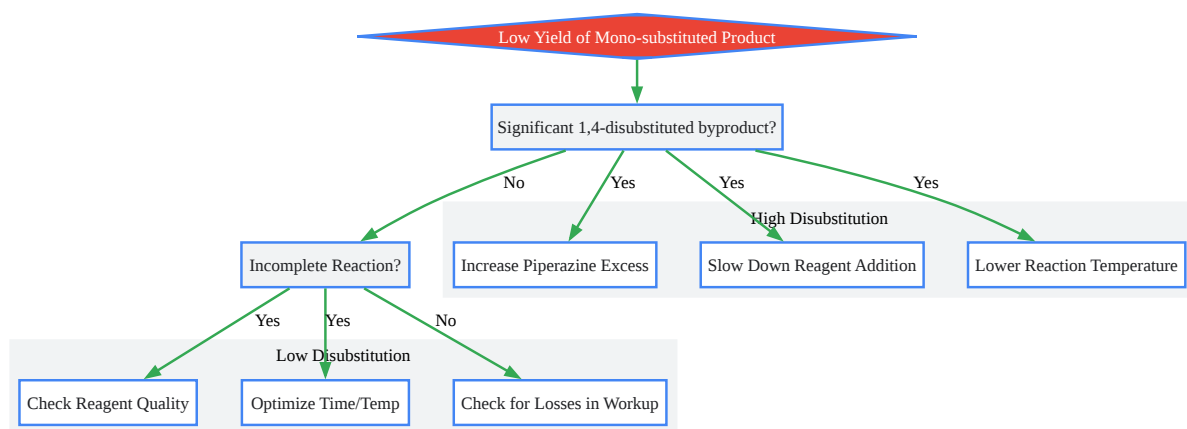 Low Yield of Mono-substituted Product
Significant 1,4-disubstituted byproduct?
No
Yes
Yes
Yes
High Disubstitution
Incomplete Reaction?
Increase Piperazine Excess
Slow Down Reagent Addition
Lower Reaction Temperature
Yes
Yes
No
Low Disubstitution
Check Reagent Quality
Optimize Time/Temp
Check for Losses in Workup